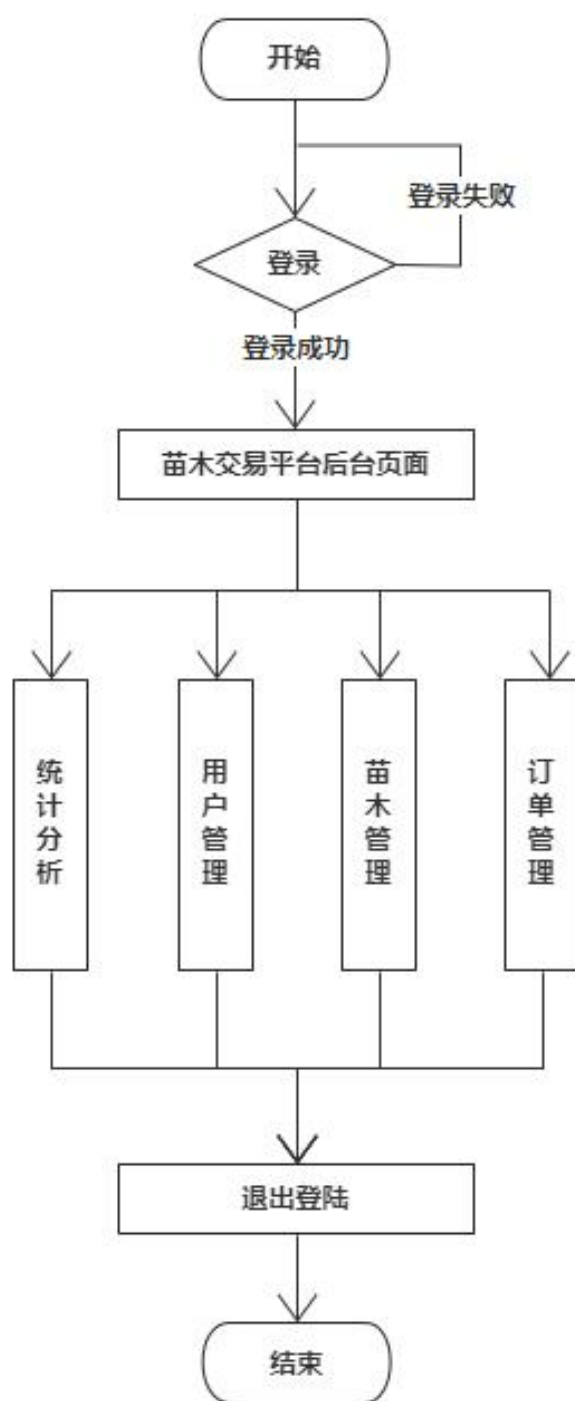 开始
登录失败
登录
登录成功
苗木交易平台后台页面
统计分析
用户管理
苗木管理
订单管理
退出登陆
结束